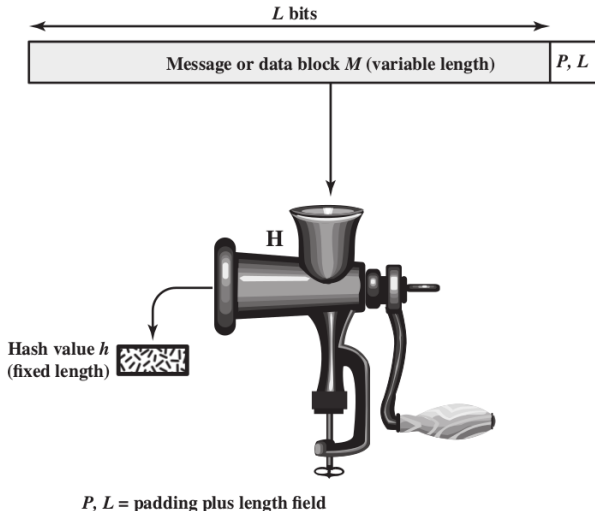 L bits
Message or data block M (variable length)
P, L
H
Hash value h
(fixed length)
P, L = padding plus length field